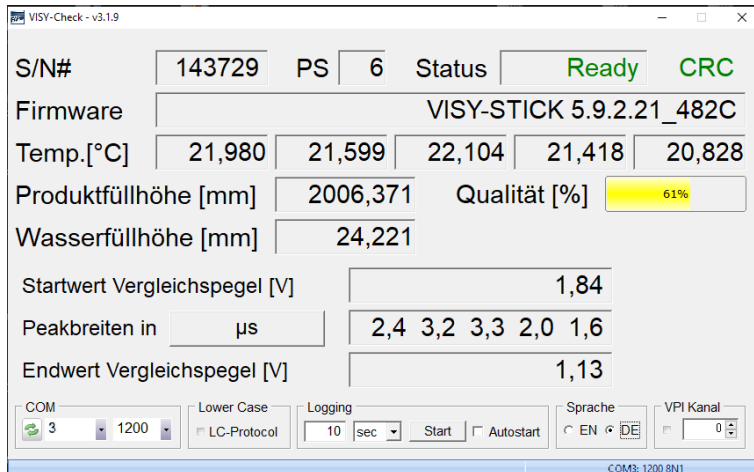 VISY-Check - v3.1.9
S/N# 143729 PS 6 Status Ready CRC
Firmware VISY-STICK 5.9.2.21_482C
Temp.[°C] 21,980 21,599 22,104 21,418 20,828
Produktfüllhöhe [mm] 2006,371 Qualität [%] 61%
Wasserfüllhöhe [mm] 24,221
Startwert Vergleichspegel [V] 1,84
Peakbreiten in µs 2,4 3,2 3,3 2,0 1,6
Endwert Vergleichspegel [V] 1,13
COM Lower Case Logging Sprache VPI Kanal
3 1200 LC-Protocol 10 sec Start Autostart EN DE 0
COM3: 1200 8N1